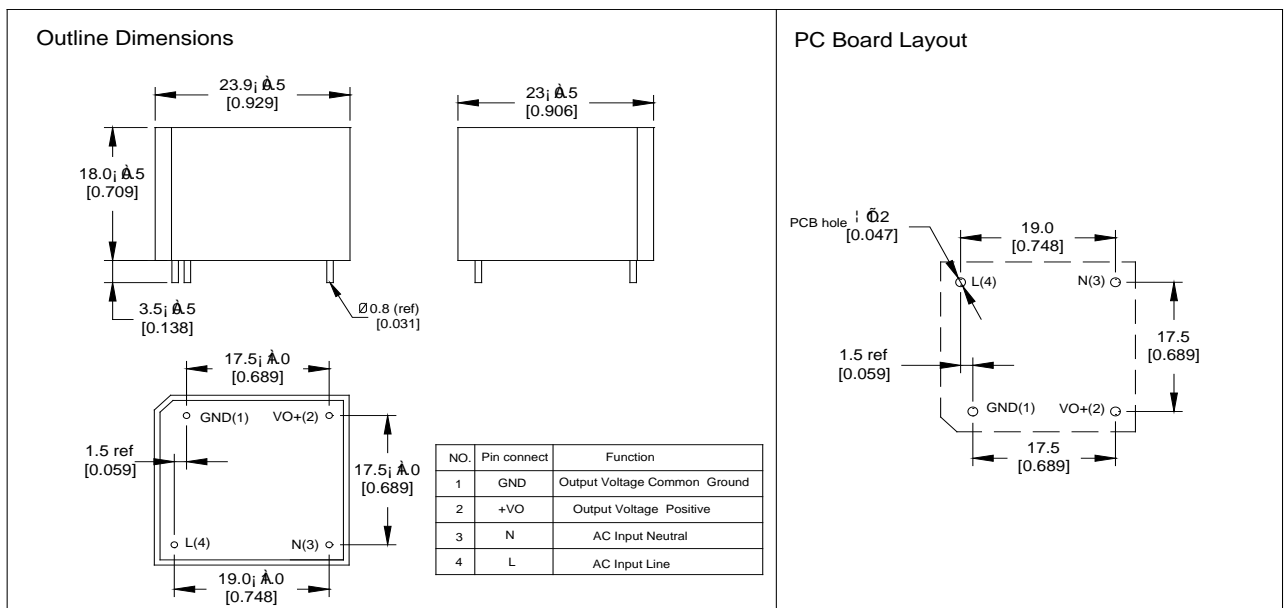 Outline Dimensions
23.9¡À0.5
[0.929]
23¡À0.5
[0.906]
18.0¡À0.5
[0.709]
3.5¡À0.5
[0.138]
Ø0.8 (ref)
[0.031]
17.5¡À1.0
[0.689]
GND(1)
VO+(2)
1.5 ref
[0.059]
17.5¡À1.0
[0.689]
L(4)
N(3)
19.0¡À1.0
[0.748]
NO. Pin connect Function
1 GND Output Voltage Common Ground
2 +VO Output Voltage Positive
3 N AC Input Neutral
4 L AC Input Line
PC Board Layout
PCB hole ¦Õ1.2
[0.047]
19.0
[0.748]
L(4)
N(3)
17.5
[0.689]
1.5 ref
[0.059]
GND(1)
VO+(2)
17.5
[0.689]